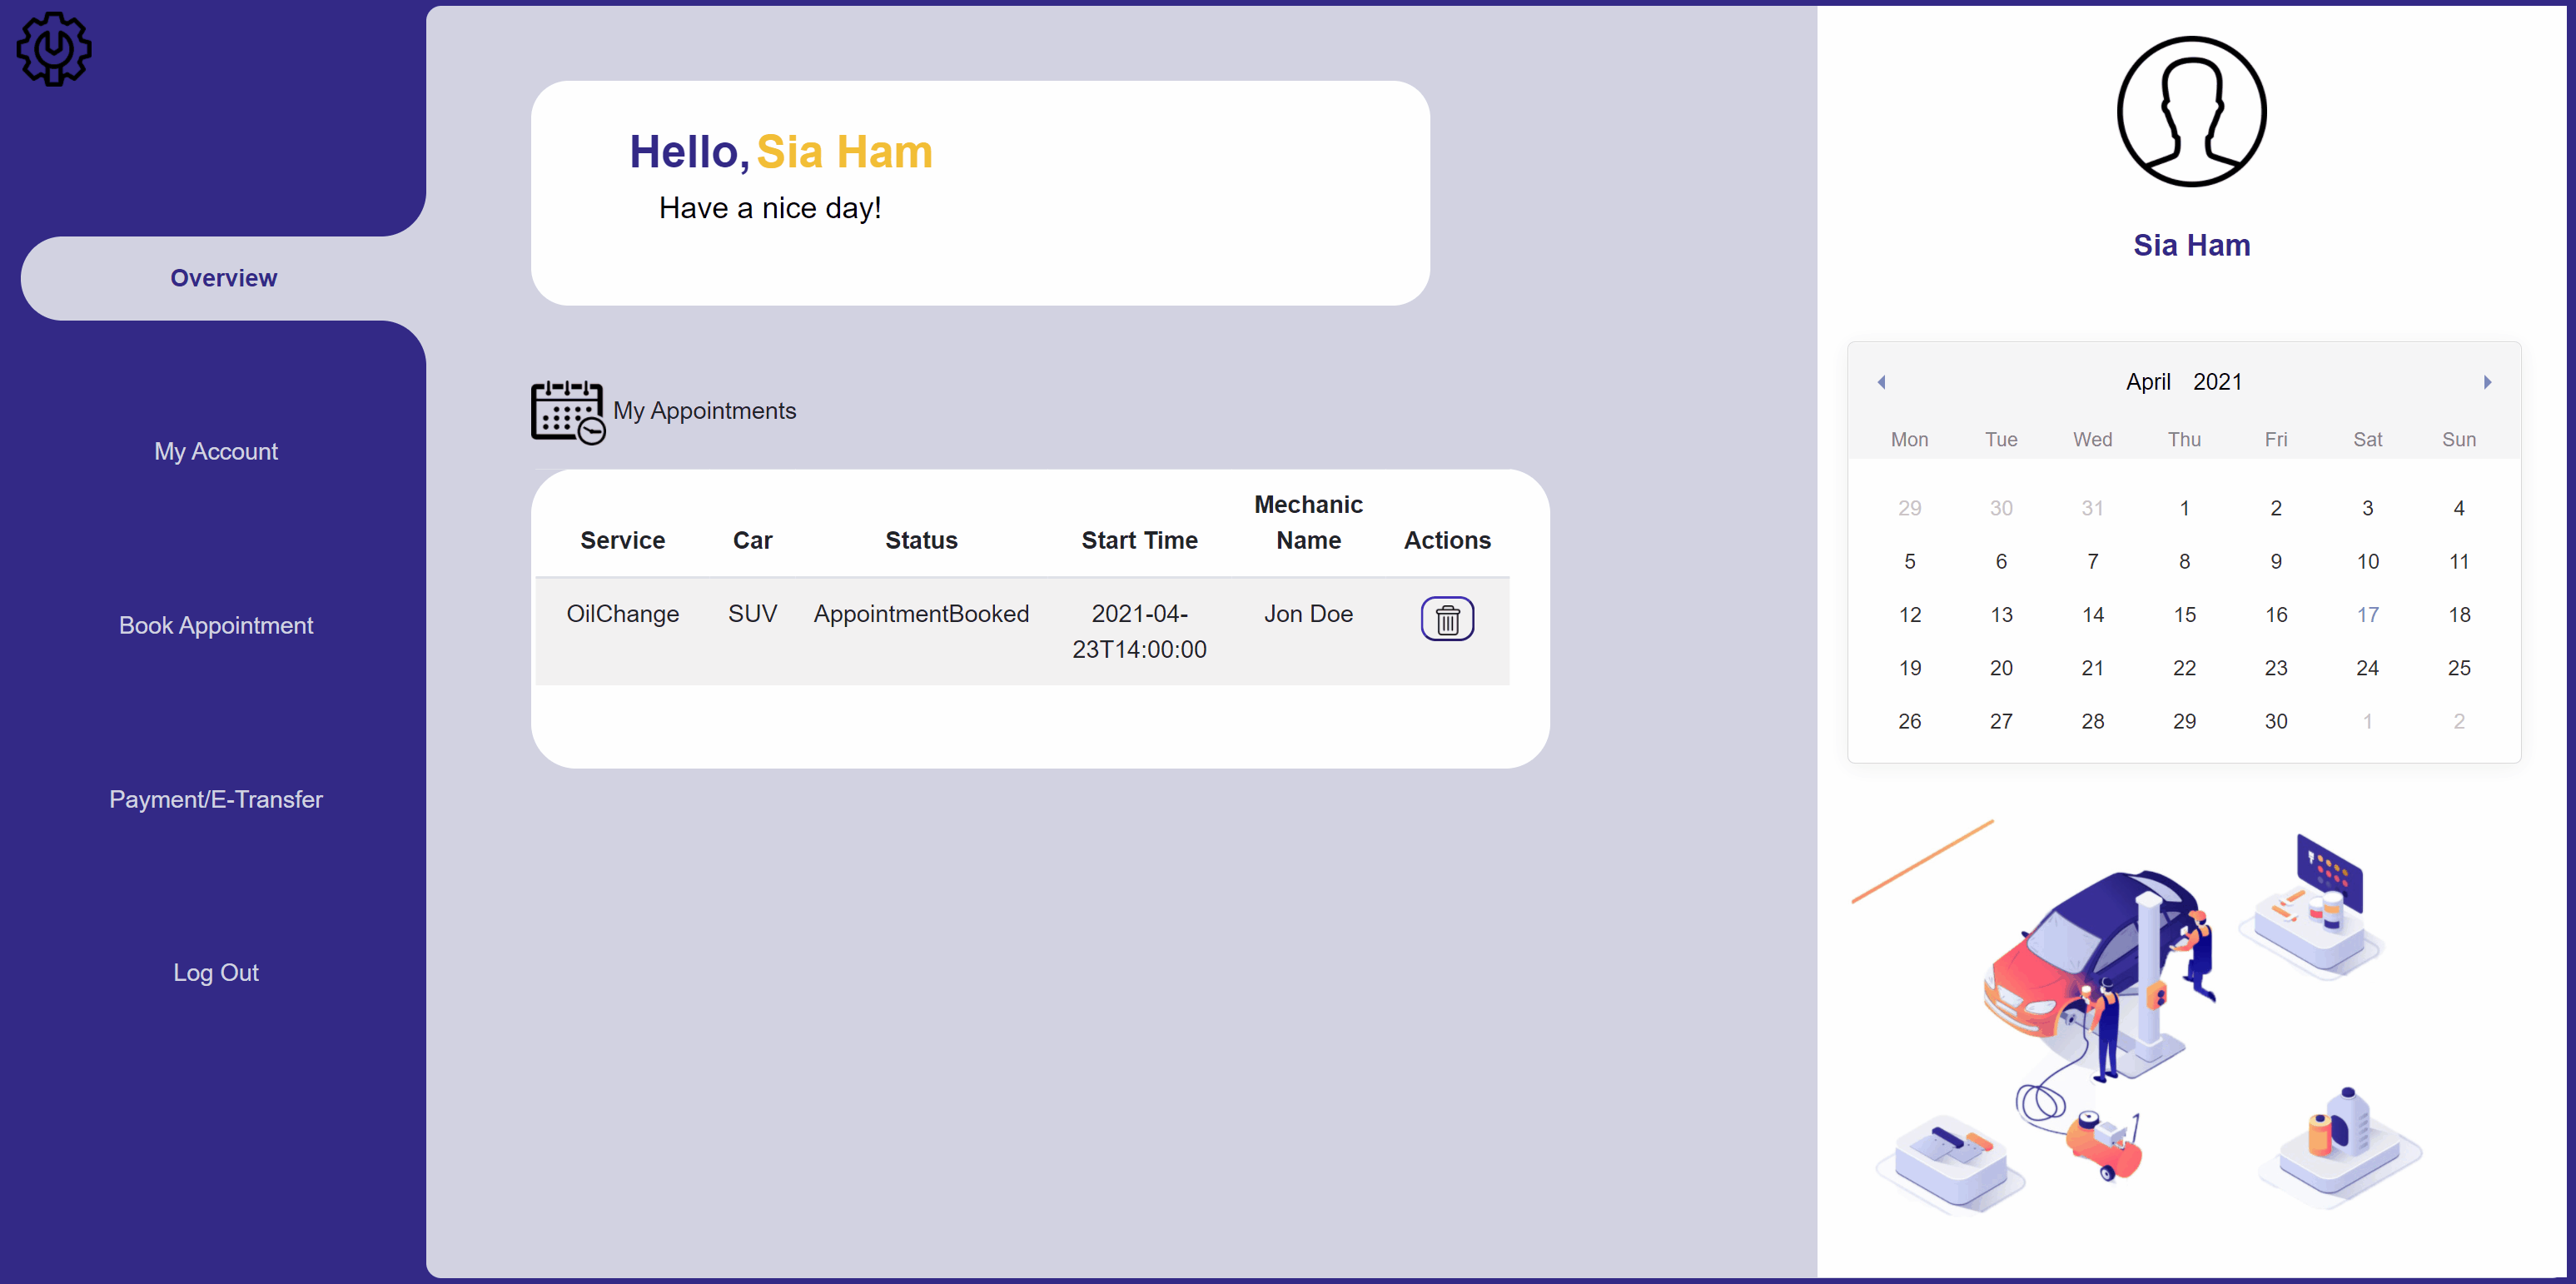 Overview
My Account
Book Appointment
Payment/E-Transfer
Log Out
Hello, Sia Ham
Have a nice day!
My Appointments
Service Car Status Start Time Mechanic Name Actions
OilChange SUV AppointmentBooked 2021-04-23T14:00:00 Jon Doe
Sia Ham
April 2021
Mon Tue Wed Thu Fri Sat Sun
29 30 31 1 2 3 4
5 6 7 8 9 10 11
12 13 14 15 16 17 18
19 20 21 22 23 24 25
26 27 28 29 30 1 2